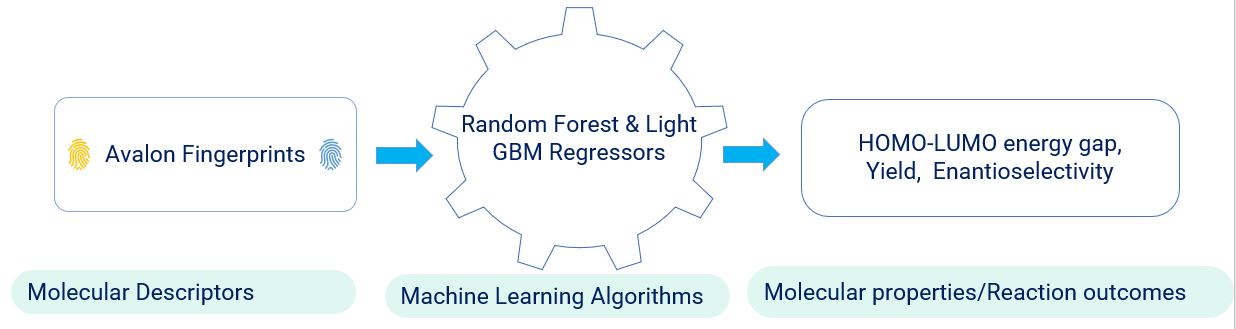 Avalon Fingerprints
Random Forest & Light
GBM Regressors
HOMO-LUMO energy gap,
Yield,  Enantioselectivity
Molecular Descriptors
Machine Learning Algorithms
Molecular properties/Reaction outcomes